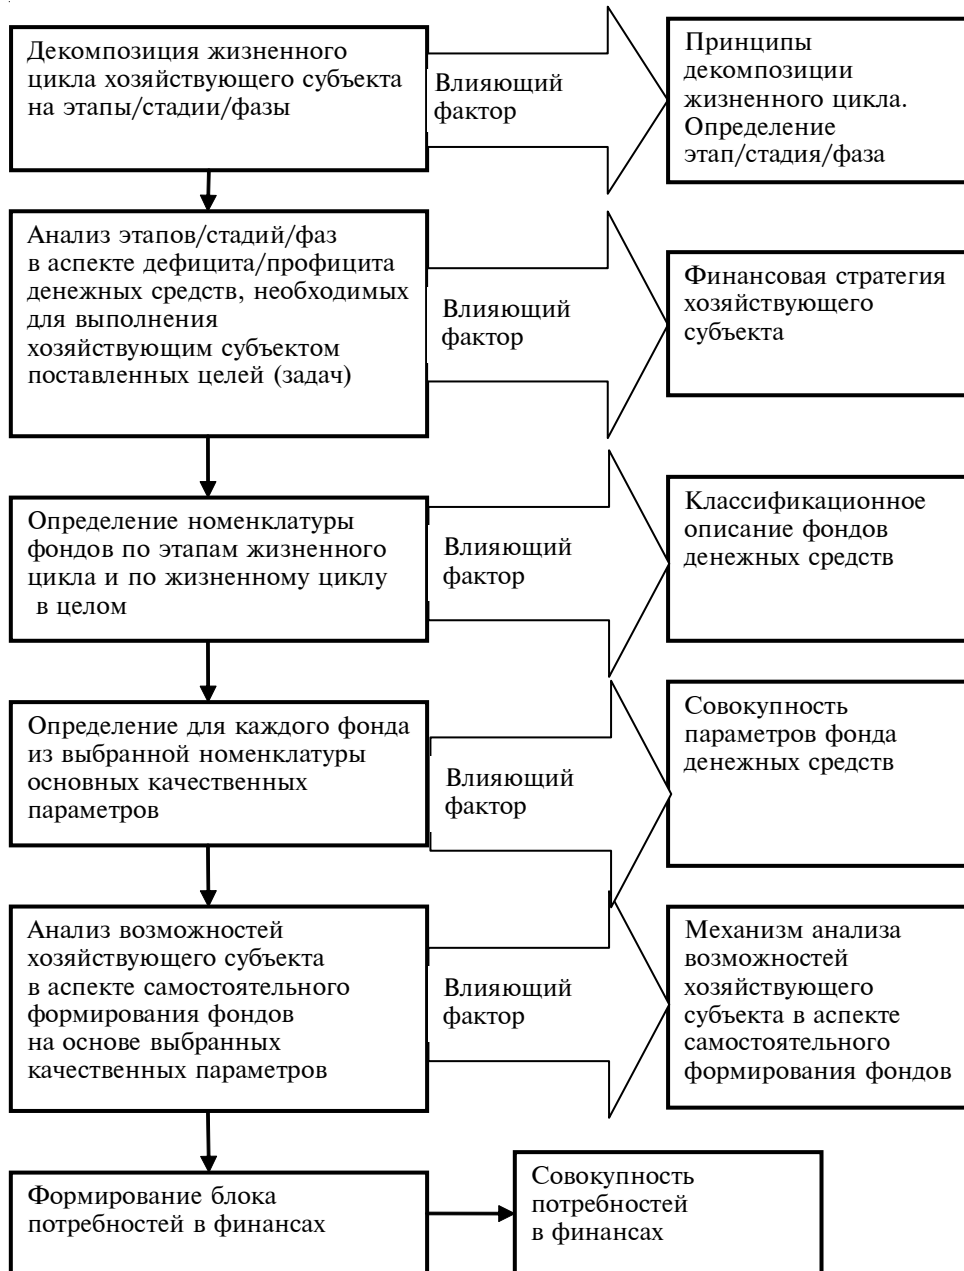 Декомпозиция жизненного
цикла хозяйствующего субъекта
на этапы/стадии/фазы
Влияющий
фактор
Принципы
декомпозиции
жизненного цикла.
Определение
этап/стадия/фаза
Анализ этапов/стадий/фаз
в аспекте дефицита/профицита
денежных средств, необходимых
для выполнения
хозяйствующим субъектом
поставленных целей (задач)
Влияющий
фактор
Финансовая стратегия
хозяйствующего
субъекта
Определение номенклатуры
фондов по этапам жизненного
цикла и по жизненному циклу
в целом
Влияющий
фактор
Классификационное
описание фондов
денежных средств
Определение для каждого фонда
из выбранной номенклатуры
основных качественных
параметров
Влияющий
фактор
Совокупность
параметров фонда
денежных средств
Анализ возможностей
хозяйствующего субъекта
в аспекте самостоятельного
формирования фондов
на основе выбранных
качественных параметров
Влияющий
фактор
Механизм анализа
возможностей
хозяйствующего
субъекта в аспекте
самостоятельного
формирования фондов
Формирование блока
потребностей в финансах
Совокупность
потребностей
в финансах